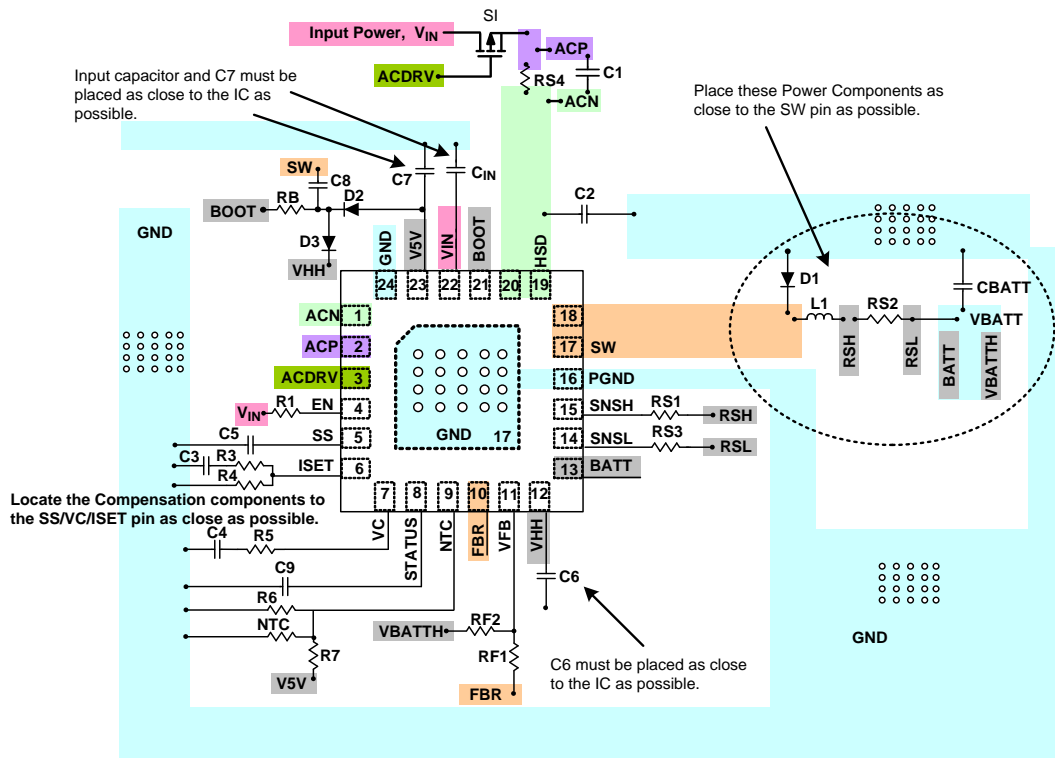 SI
Input Power, VIN
ACP
ACDRV
RS4
C1
ACN
Input capacitor and C7 must be
placed as close to the IC as
possible.
Place these Power Components as
close to the SW pin as possible.
SW
C8
C7
CIN
D2
RB
BOOT
C2
GND
D3
VHH
GND
V5V
VIN
BOOT
HSD
24
23
22
21
20
19
D1
CBATT
L1
RS2
VBATT
RSH
RSL
BATT
VBATTH
ACN
1
18
ACP
2
17
SW
ACDRV
3
16
PGND
VIN
R1
EN
4
15
SNSH
RS1
RSH
C5
SS
5
GND
17
14
SNSL
RS3
RSL
C3
R3
ISET
6
13
BATT
R4
Locate the Compensation components to
the SS/VC/ISET pin as close as possible.
7
8
9
10
11
12
VC
STATUS
NTC
FBR
VFB
VHH
C4
R5
C9
C6
R6
NTC
R7
V5V
VBATTH
RF2
RF1
FBR
C6 must be placed as close
to the IC as possible.
GND